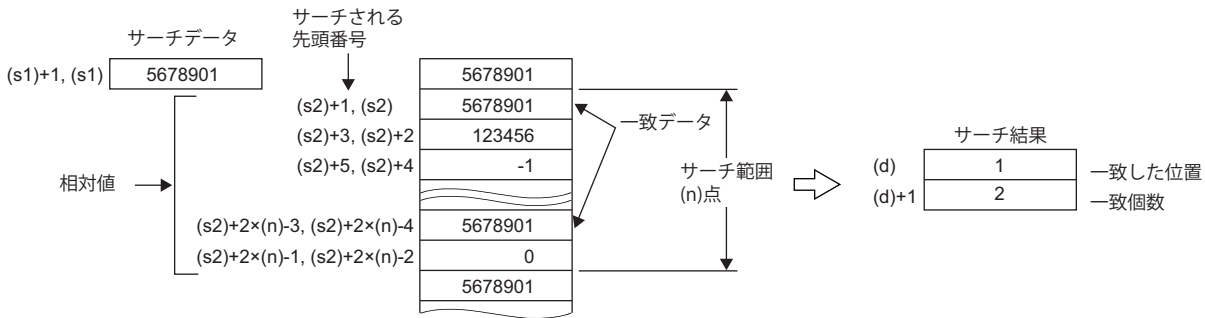 サーチデータ
(s1)+1, (s1)
5678901
サーチされる
先頭番号
相対値
5678901
(s2)+1, (s2)
5678901
(s2)+3, (s2)+2
123456
(s2)+5, (s2)+4
-1
(s2)+2×(n)-3, (s2)+2×(n)-4
5678901
(s2)+2×(n)-1, (s2)+2×(n)-2
0
5678901
一致データ
サーチ範囲
(n)点
サーチ結果
(d)
1
一致した位置
(d)+1
2
一致個数